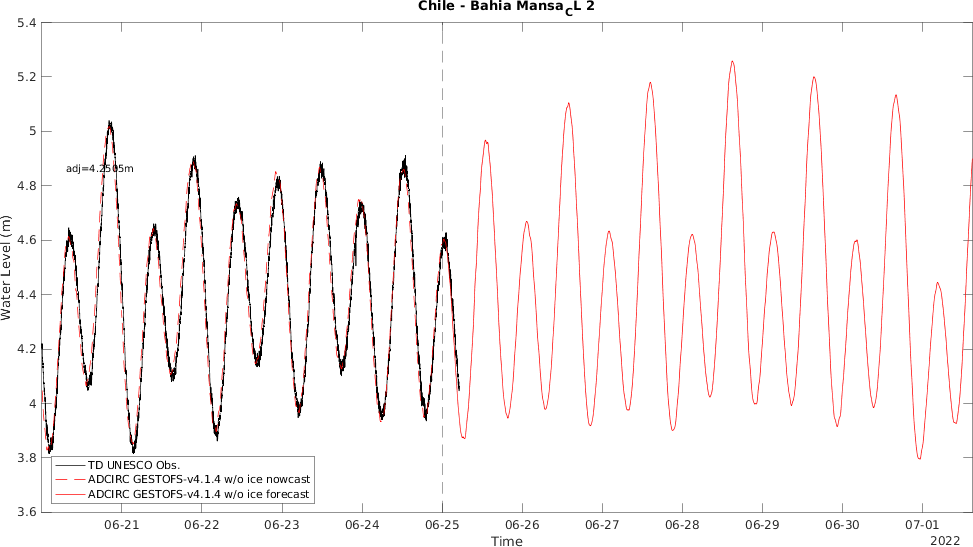 Chile - Bahia MansaCL 2
5.4
5.2
5
4.8
4.6
4.4
4.2
4
3.8
3.6
Water Level (m)
adj=4.2505m
TD UNESCO Obs.
ADCIRC GESTOFS-v4.1.4 w/o ice nowcast
ADCIRC GESTOFS-v4.1.4 w/o ice forecast
06-21 06-22 06-23 06-24 06-25 06-26 06-27 06-28 06-29 06-30 07-01
Time
2022